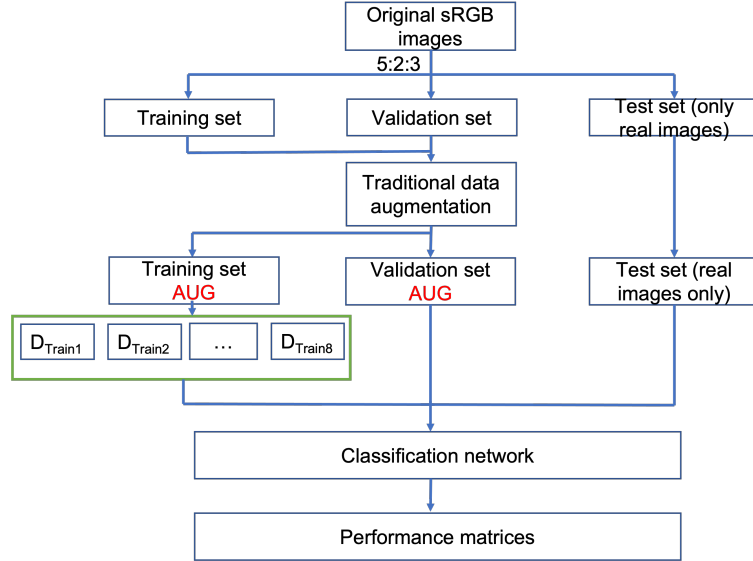 Original sRGB
images
5:2:3
Training set
Validation set
Test set (only
real images)
Traditional data
augmentation
Training set
AUG
Validation set
AUG
Test set (real
images only)
DTrain1
DTrain2
...
DTrain8
Classification network
Performance matrices